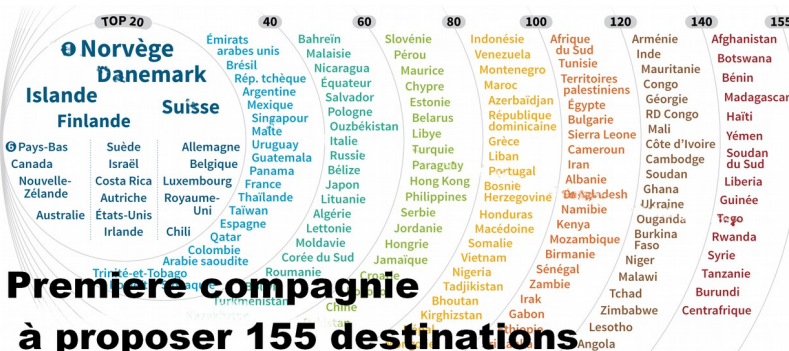 TOP 20
40
60
80
100
120
140
155
1 Norvège
Danemark
Islande
Suisse
Finlande
6 Pays-Bas
Canada
Nouvelle-
Zélande
Australie
Suède
Israël
Costa Rica
Autriche
États-Unis
Irlande
Allemagne
Belgique
Luxembourg
Royaume-
Uni
Chili
Émirats
arabes unis
Brésil
Rép. tchèque
Argentine
Mexique
Singapour
Malte
Uruguay
Guatemala
Panama
France
Thaïlande
Taïwan
Espagne
Qatar
Colombie
Arabie saoudite
Trinité-et-Tobago
Bahreïn
Malaisie
Nicaragua
Équateur
Salvador
Pologne
Ouzbékistan
Italie
Russie
Bélize
Japon
Lituanie
Algérie
Lettonie
Moldavie
Corée du Sud
Roumanie
Turkménistan
Slovénie
Pérou
Maurice
Chypre
Estonie
Belarus
Libye
Turquie
Paraguay
Hong Kong
Philippines
Serbie
Jordanie
Hongrie
Jamaïque
Croatie
Chine
Indonésie
Venezuela
Montenegro
Maroc
Azerbaïdjan
République
dominicaine
Grèce
Liban
Portugal
Bosnie
Herzegovine
Honduras
Macédoine
Somalie
Vietnam
Nigeria
Tadjikistan
Bhoutan
Kirghizstan
Afrique
du Sud
Tunisie
Territoires
palestiniens
Égypte
Bulgarie
Sierra Leone
Cameroun
Iran
Albanie
Bangladesh
Namibie
Kenya
Mozambique
Birmanie
Sénégal
Zambie
Irak
Gabon
Éthiopie
Arménie
Inde
Mauritanie
Congo
Géorgie
RD Congo
Mali
Côte d'Ivoire
Cambodge
Soudan
Ghana
Ukraine
Ouganda
Burkina
Faso
Niger
Malawi
Tchad
Zimbabwe
Lesotho
Angola
Afghanistan
Botswana
Bénin
Madagascar
Haïti
Yémen
Soudan
du Sud
Liberia
Guinée
Togo
Rwanda
Syrie
Tanzanie
Burundi
Centrafrique
Première compagnie
à proposer 155 destinations